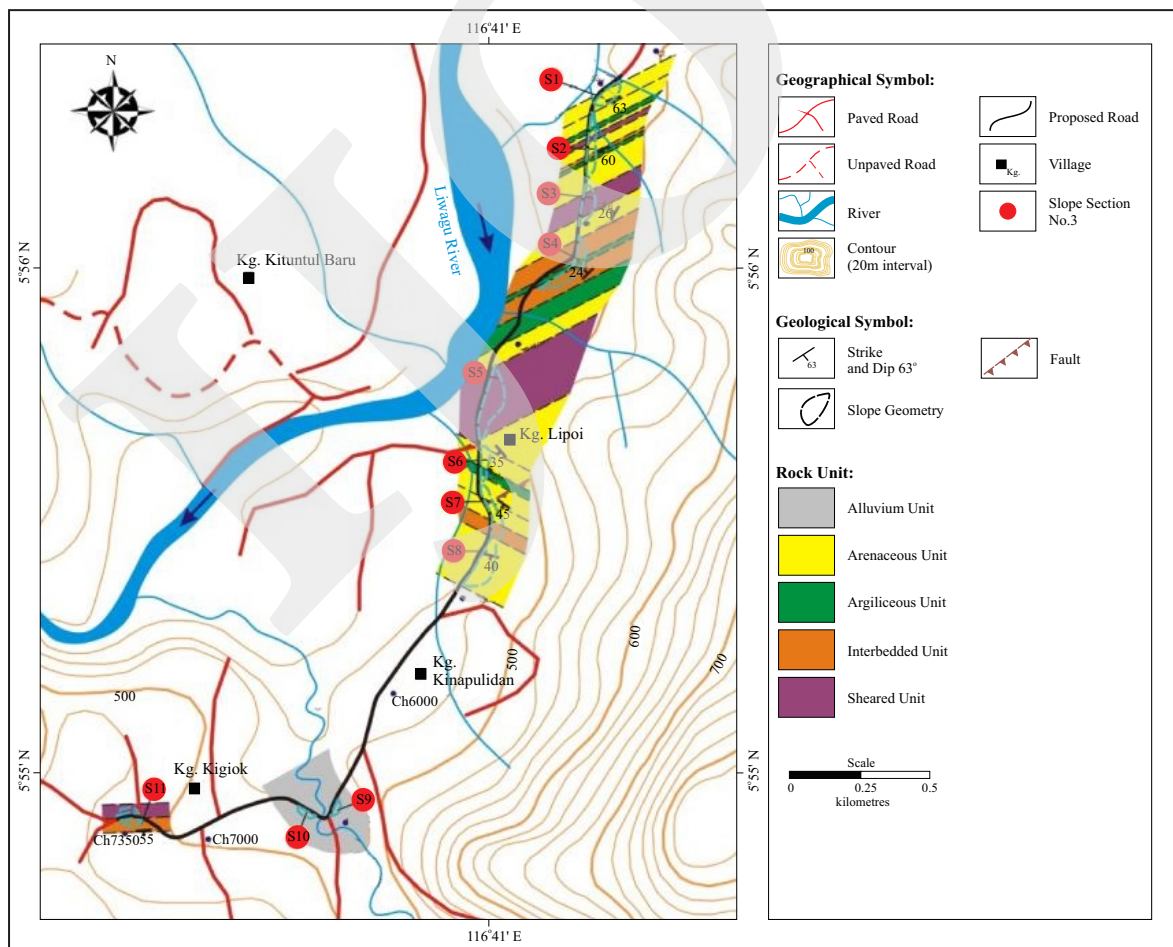 116°41' E
N
S1
63
S2
60
S3
26
Liwagu River
S4
5°56' N
Kg. Kituntul Baru
24
5°56' N
S5
Kg. Lipoi
S6
35
S7
45
S8
40
Kg.
Kinapulidan
500
600
700
Ch6000
500
5°55' N
5°55' N
Kg. Kigiok
S11
S9
S10
Ch735055
Ch7000
116°41' E
Geographical Symbol:
Paved Road
Proposed Road
Unpaved Road
Kg.
Village
River
Slope Section
No.3
100
Contour
(20m interval)
Geological Symbol:
63
Strike
and Dip 63°
Fault
Slope Geometry
Rock Unit:
Alluvium Unit
Arenaceous Unit
Argiliceous Unit
Interbedded Unit
Sheared Unit
Scale
0 0.25 0.5
kilometres